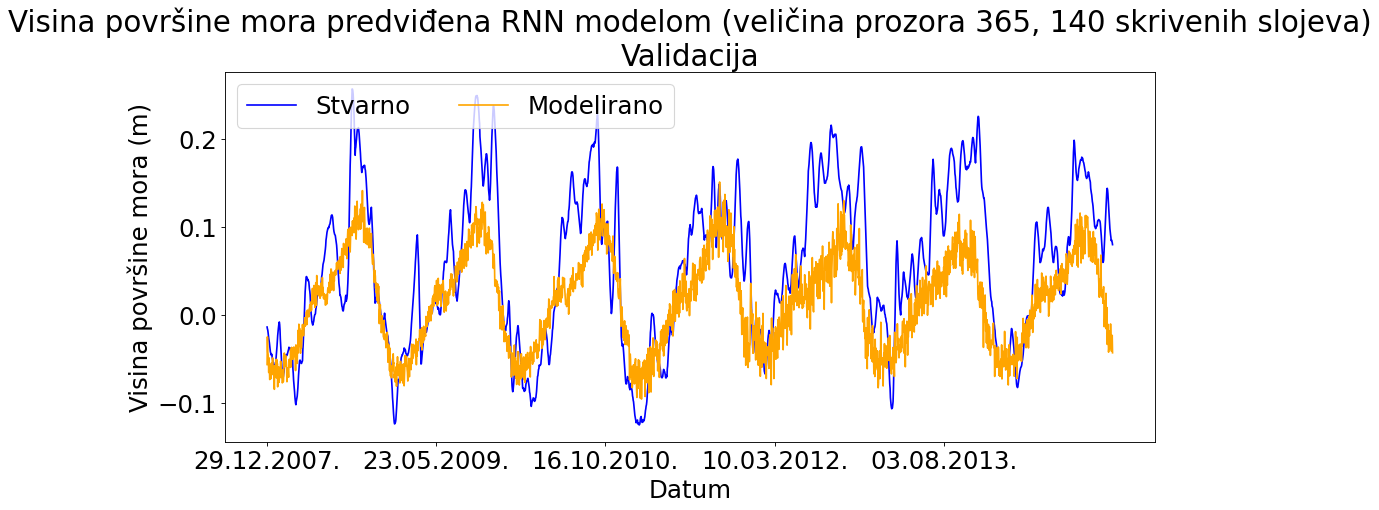 Visina površine mora predviđena RNN modelom (veličina prozora 365, 140 skrivenih slojeva)
Validacija
Stvarno
Modelirano
Visina površine mora (m)
0.2
0.1
0.0
−0.1
29.12.2007.
23.05.2009.
16.10.2010.
10.03.2012.
03.08.2013.
Datum